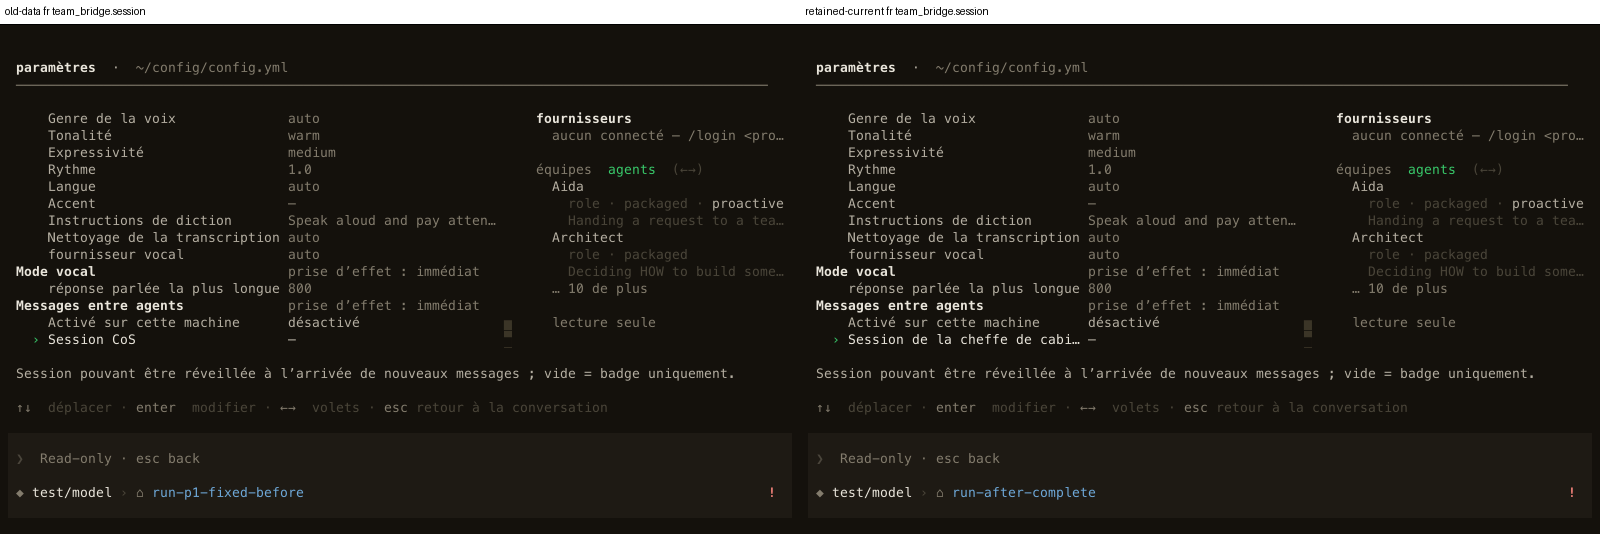 old-data fr team_bridge.session
paramètres · ~/config/config.yml
Genre de la voix auto
Tonalité warm
Expressivité medium
Rythme 1.0
Langue auto
Accent —
Instructions de diction Speak aloud and pay atten…
Nettoyage de la transcription auto
fournisseur vocal auto
Mode vocal prise d’effet : immédiat
réponse parlée la plus longue 800
Messages entre agents prise d’effet : immédiat
Activé sur cette machine désactivé
› Session CoS —
fournisseurs
aucun connecté — /login <pro…
équipes agents (←→)
Aida
role · packaged · proactive
Handing a request to a tea…
Architect
role · packaged
Deciding HOW to build some…
… 10 de plus
lecture seule
Session pouvant être réveillée à l’arrivée de nouveaux messages ; vide = badge uniquement.
↑↓ déplacer · enter modifier · ←→ volets · esc retour à la conversation
❯ Read-only · esc back
◆ test/model › ⌂ run-p1-fixed-before !
retained-current fr team_bridge.session
paramètres · ~/config/config.yml
Genre de la voix auto
Tonalité warm
Expressivité medium
Rythme 1.0
Langue auto
Accent —
Instructions de diction Speak aloud and pay atten…
Nettoyage de la transcription auto
fournisseur vocal auto
Mode vocal prise d’effet : immédiat
réponse parlée la plus longue 800
Messages entre agents prise d’effet : immédiat
Activé sur cette machine désactivé
› Session de la cheffe de cabi… —
fournisseurs
aucun connecté — /login <pro…
équipes agents (←→)
Aida
role · packaged · proactive
Handing a request to a tea…
Architect
role · packaged
Deciding HOW to build some…
… 10 de plus
lecture seule
Session pouvant être réveillée à l’arrivée de nouveaux messages ; vide = badge uniquement.
↑↓ déplacer · enter modifier · ←→ volets · esc retour à la conversation
❯ Read-only · esc back
◆ test/model › ⌂ run-after-complete !